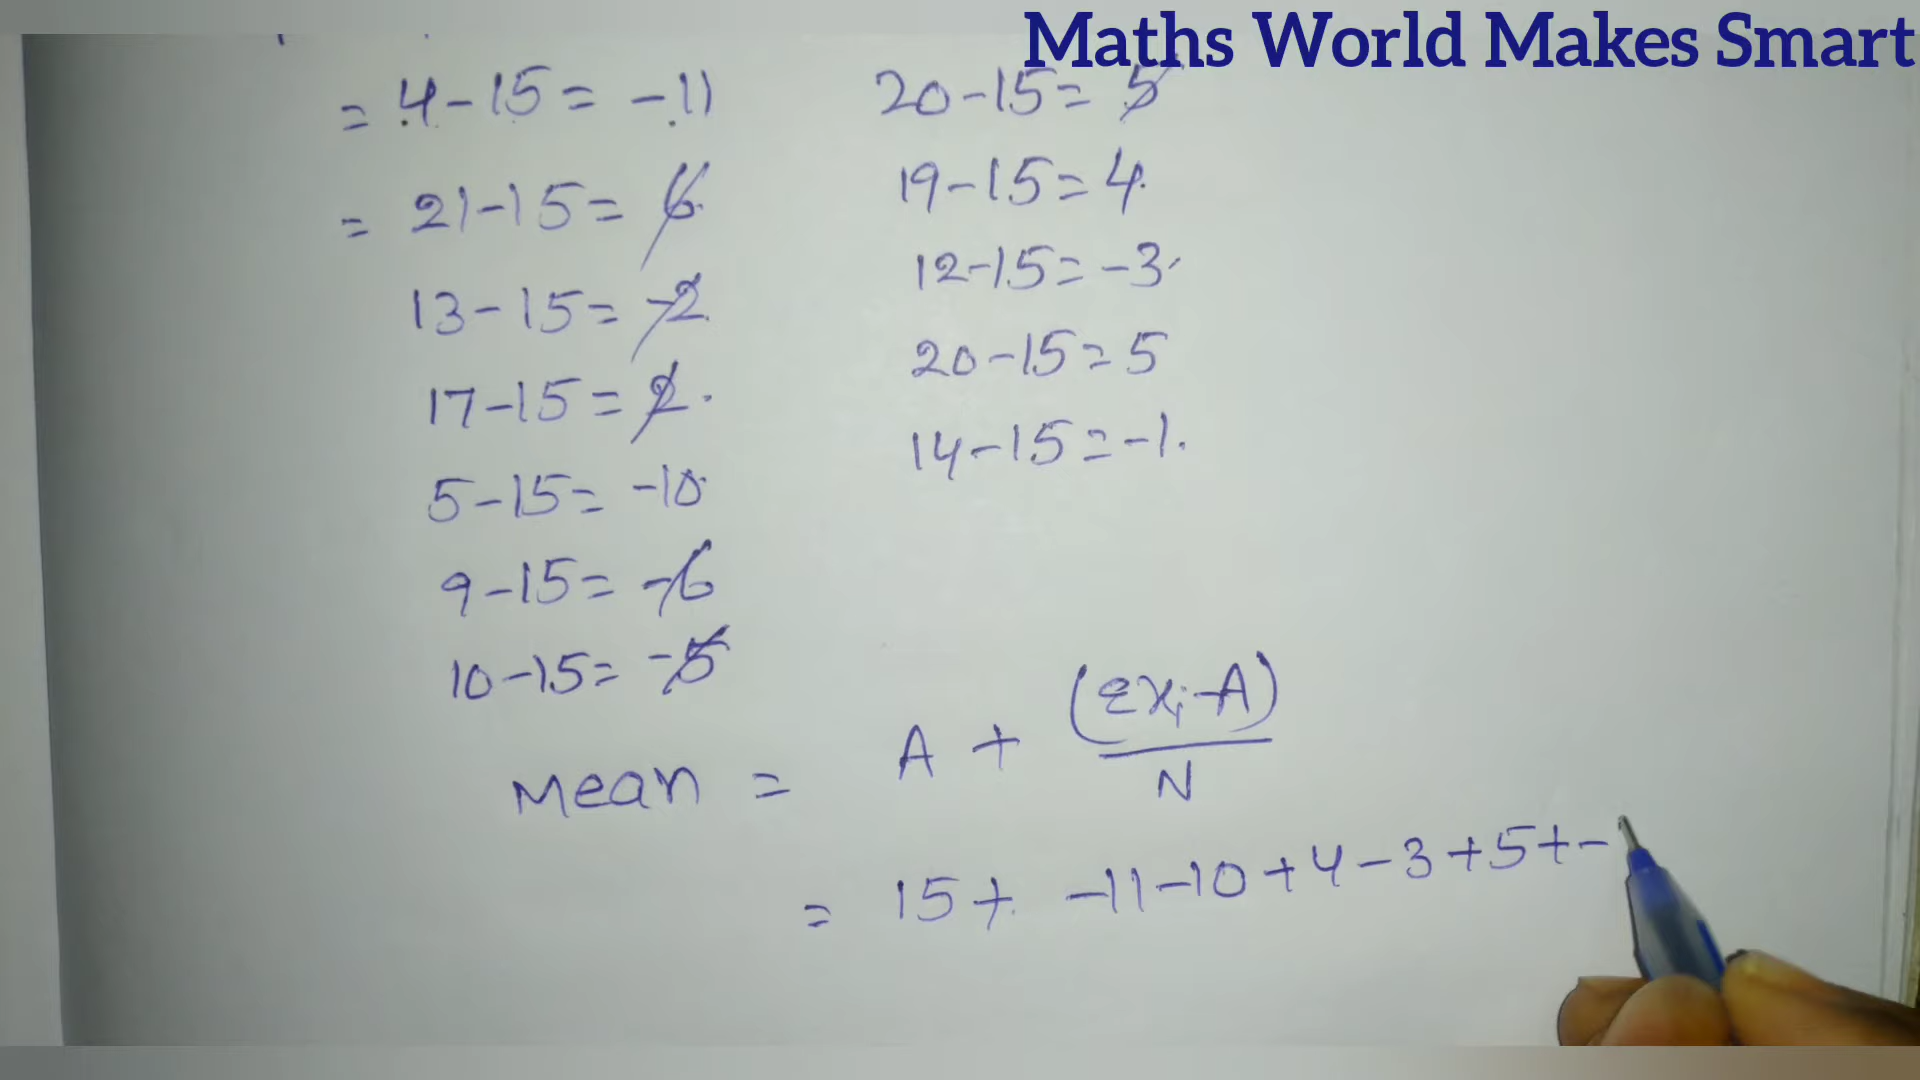 Maths World Makes Smart
= 4-15= -11
= 21-15= 6
13-15= -2
17-15= 2
5-15= -10
9-15= -6
10-15= -5
20-15= 5
19-15= 4
12-15= -3
20-15= 5
14-15= -1
Mean = A + (Σxi-A) / N
= 15+ -11-10+4-3+5+-